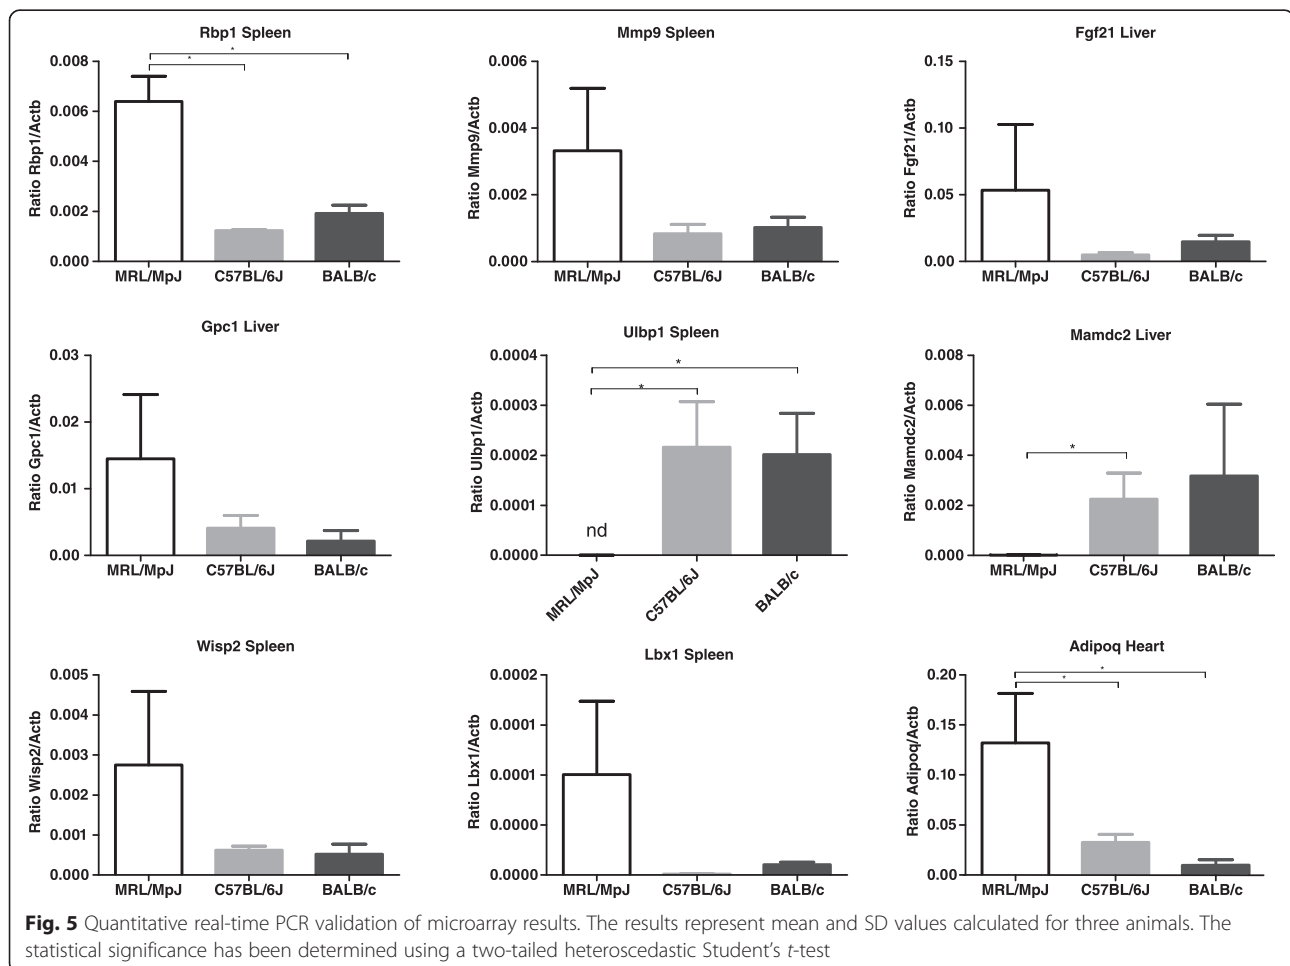 Rbp1 Spleen
Ratio Rbp1/Actb
0.008
0.006
0.004
0.002
0.000
*
*
MRL/MpJ C57BL/6J BALB/c
Mmp9 Spleen
Ratio Mmp9/Actb
0.006
0.004
0.002
0.000
MRL/MpJ C57BL/6J BALB/c
Fgf21 Liver
Ratio Fgf21/Actb
0.15
0.10
0.05
0.00
MRL/MpJ C57BL/6J BALB/c
Gpc1 Liver
Ratio Gpc1/Actb
0.03
0.02
0.01
0.00
MRL/MpJ C57BL/6J BALB/c
Ulbp1 Spleen
Ratio Ulbp1/Actb
0.0004
0.0003
0.0002
0.0001
0.0000
*
*
nd
MRL/MpJ C57BL/6J BALB/c
Mamdc2 Liver
Ratio Mamdc2/Actb
0.008
0.006
0.004
0.002
0.000
*
MRL/MpJ C57BL/6J BALB/c
Wisp2 Spleen
Ratio Wisp2/Actb
0.005
0.004
0.003
0.002
0.001
0.000
MRL/MpJ C57BL/6J BALB/c
Lbx1 Spleen
Ratio Lbx1/Actb
0.0002
0.0001
0.0001
0.0000
0.0000
MRL/MpJ C57BL/6J BALB/c
Adipoq Heart
Ratio Adipoq/Actb
0.20
0.15
0.10
0.05
0.00
*
*
MRL/MpJ C57BL/6J BALB/c
Fig. 5 Quantitative real-time PCR validation of microarray results. The results represent mean and SD values calculated for three animals. The
statistical significance has been determined using a two-tailed heteroscedastic Student's t-test